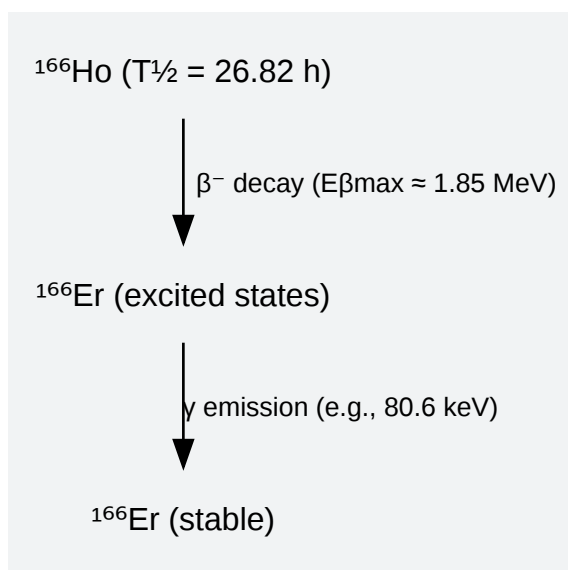 ¹⁶⁶Ho (T½ = 26.82 h)
β⁻ decay (Eβmax ≈ 1.85 MeV)
¹⁶⁶Er (excited states)
γ emission (e.g., 80.6 keV)
¹⁶⁶Er (stable)